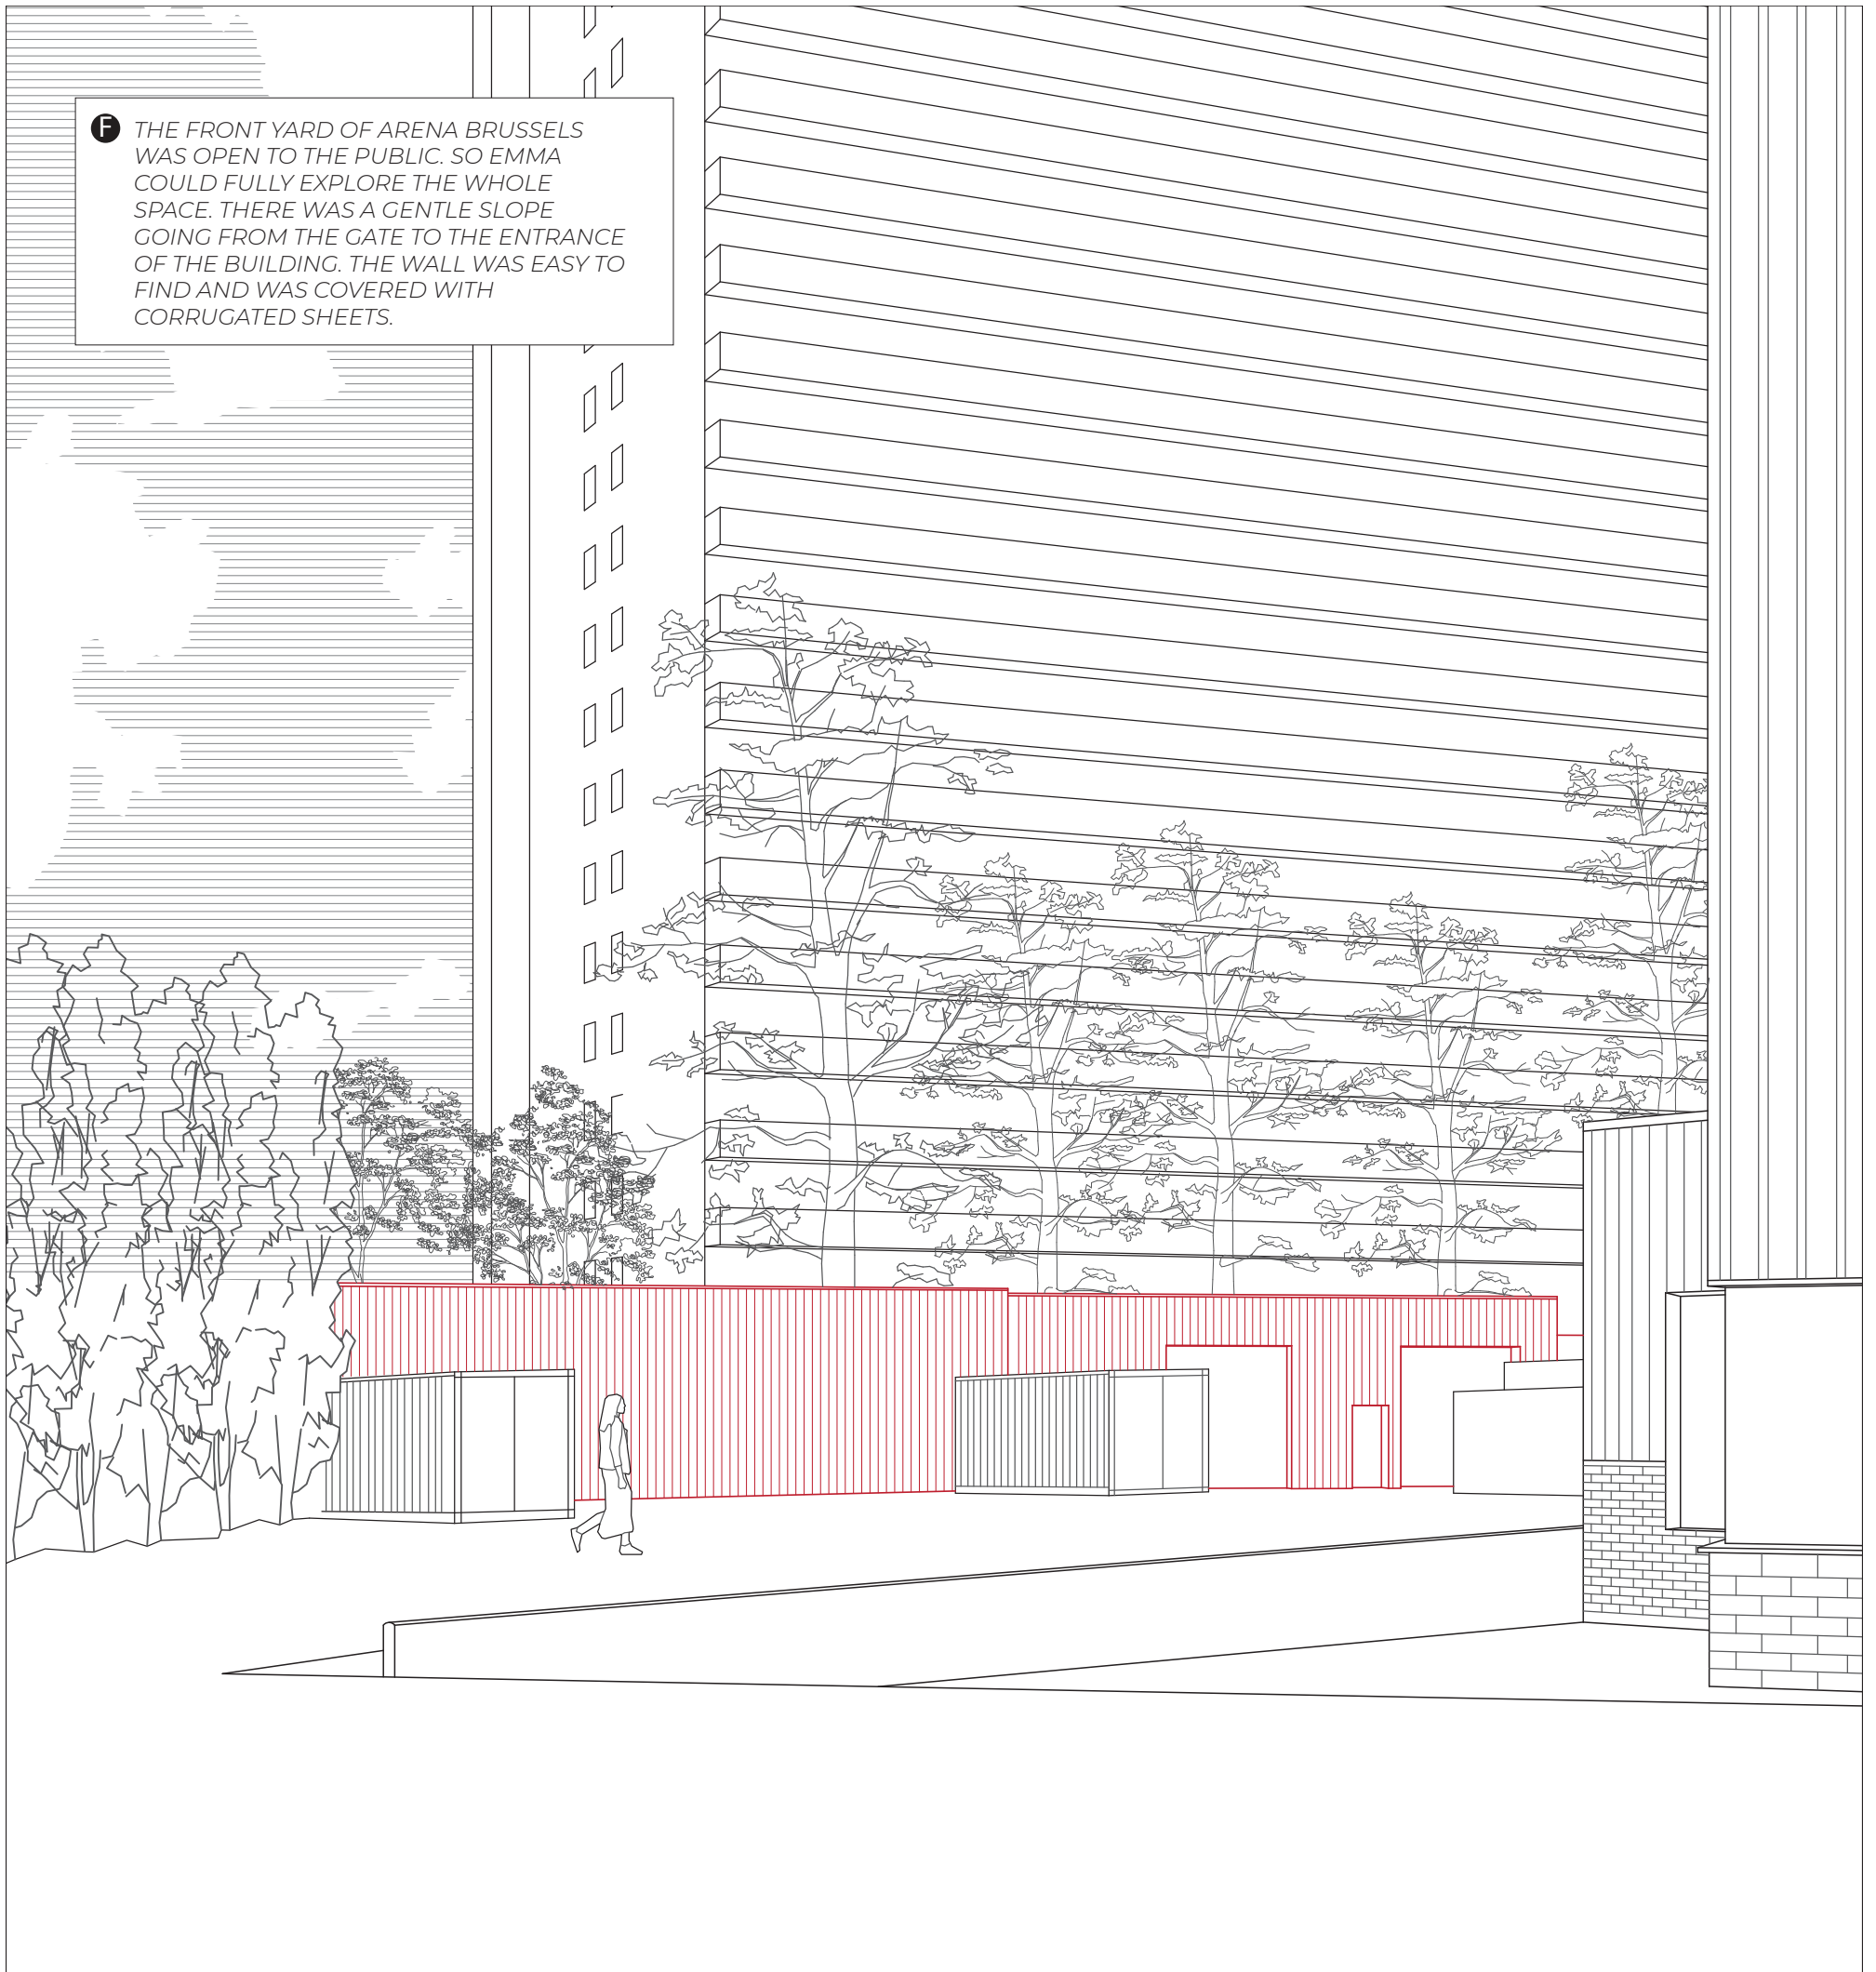 F THE FRONT YARD OF ARENA BRUSSELS
WAS OPEN TO THE PUBLIC. SO EMMA
COULD FULLY EXPLORE THE WHOLE
SPACE. THERE WAS A GENTLE SLOPE
GOING FROM THE GATE TO THE ENTRANCE
OF THE BUILDING. THE WALL WAS EASY TO
FIND AND WAS COVERED WITH
CORRUGATED SHEETS.